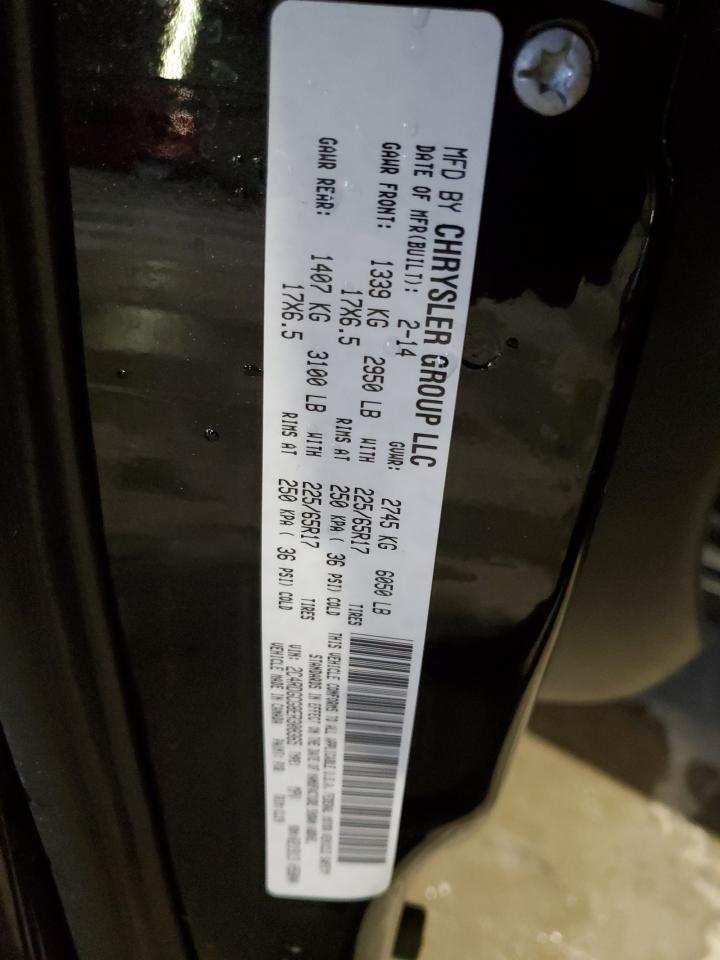 MFD BY CHRYSLER GROUP LLC
DATE OF MFR(BUILT): 2-14 GVWR: 2745 KG 6050 LB
GAWR FRONT: 1339 KG 2950 LB WITH 225/65R17 TIRES
17X6.5 RIMS AT 250 KPA ( 36 PSI) COLD
GAWR REAR: 1407 KG 3100 LB WITH 225/65R17 TIRES
17X6.5 RIMS AT 250 KPA ( 36 PSI) COLD
THIS VEHICLE CONFORMS TO ALL APPLICABLE U.S.A. FEDERAL MOTOR VEHICLE SAFETY
STANDARDS IN EFFECT ON THE DATE OF MANUFACTURE SHOWN ABOVE.
VIN: TYPE: MPV
VEHICLE MADE IN CANADA PAINT: